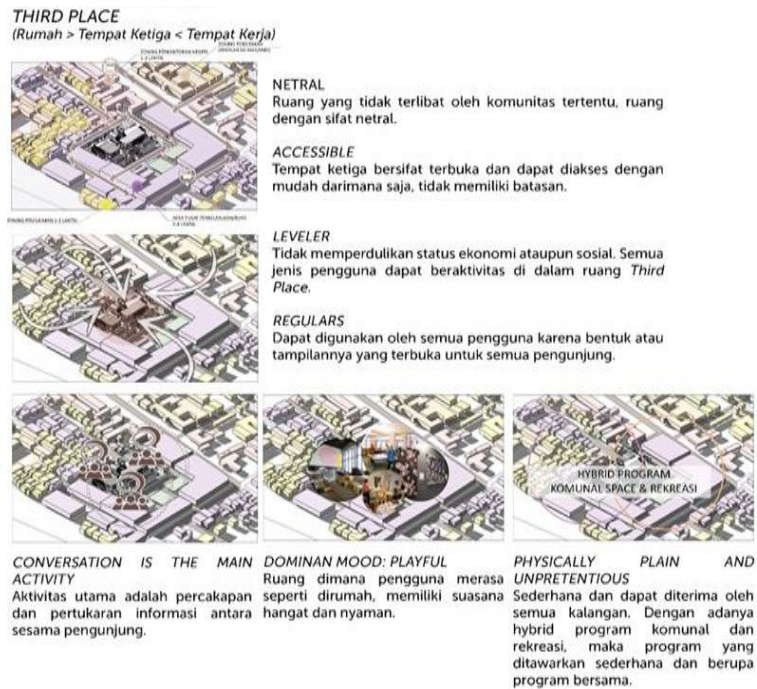 THIRD PLACE
(Rumah > Tempat Ketiga < Tempat Kerja)
NETRAL
Ruang yang tidak terlibat oleh komunitas tertentu, ruang
dengan sifat netral.
ACCESSIBLE
Tempat ketiga bersifat terbuka dan dapat diakses dengan
mudah darimana saja, tidak memiliki batasan.
LEVELER
Tidak memperdulikan status ekonomi ataupun sosial. Semua
jenis pengguna dapat beraktivitas di dalam ruang Third
Place.
REGULARS
Dapat digunakan oleh semua pengguna karena bentuk atau
tampilannya yang terbuka untuk semua pengunjung.
HYBRID PROGRAM
KOMUNAL SPACE & REKREASI
CONVERSATION IS THE MAIN
ACTIVITY
Aktivitas utama adalah percakapan
dan pertukaran informasi antara
sesama pengunjung.
DOMINAN MOOD: PLAYFUL
Ruang dimana pengguna merasa
seperti dirumah, memiliki suasana
hangat dan nyaman.
PHYSICALLY PLAIN AND
UNPRETENTIOUS
Sederhana dan dapat diterima oleh
semua kalangan. Dengan adanya
hybrid program komunal dan
rekreasi, maka program yang
ditawarkan sederhana dan berupa
program bersama.